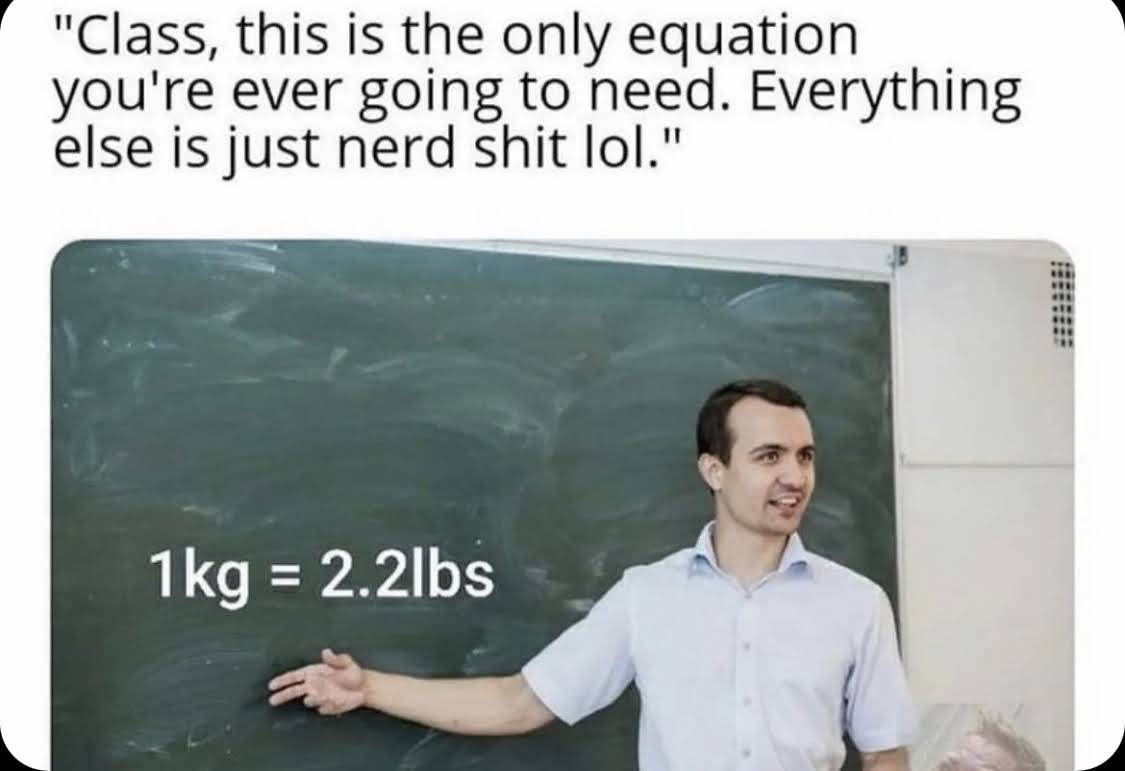 "Class, this is the only equation
you're ever going to need. Everything
else is just nerd shit lol."
1kg = 2.2lbs